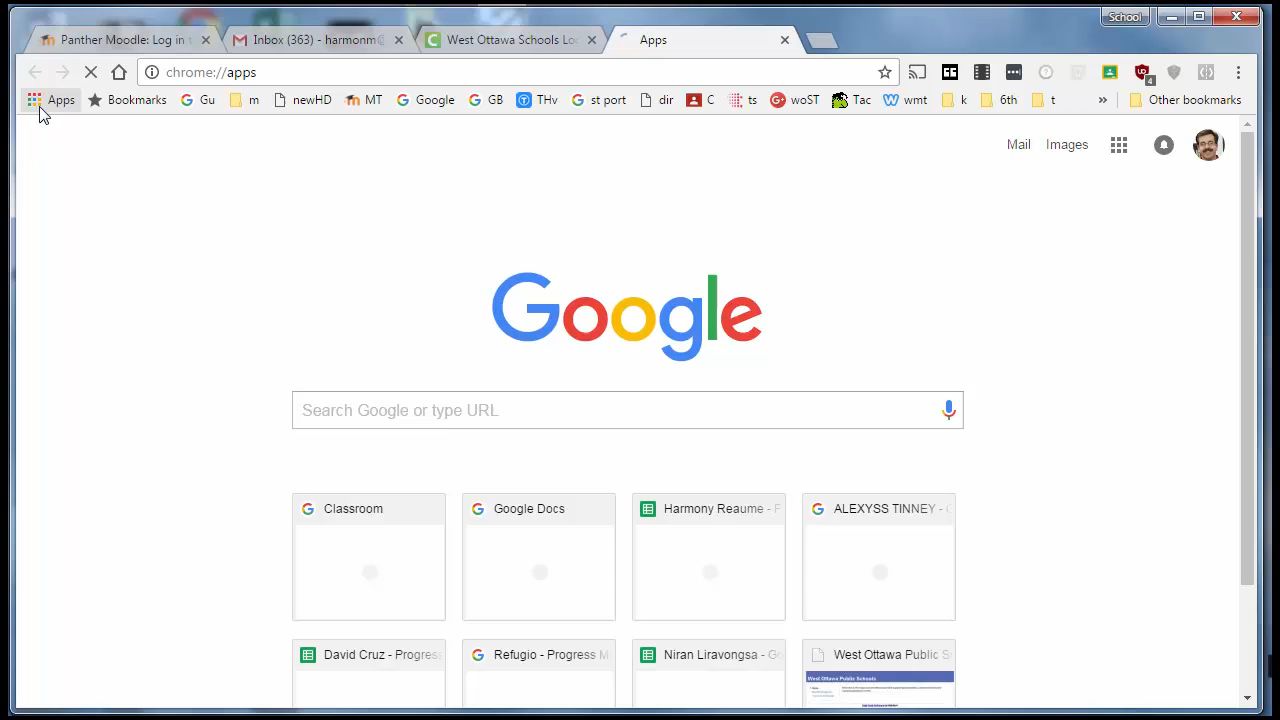 School
Panther Moodle: Log in t
Inbox (363) - harmonm@
West Ottawa Schools - Lo
Apps
chrome://apps
Apps Bookmarks Gu m newHD MT Google GB THv st port dir C ts woST Tac wmt k 6th t » Other bookmarks
4
Mail Images
Google
Search Google or type URL
Classroom
Google Docs
Harmony Reaume - F
ALEXYSS TINNEY -
David Cruz - Progress
Refugio - Progress M
Niran Liravongsa - Go
West Ottawa Public S
West Ottawa Public Schools